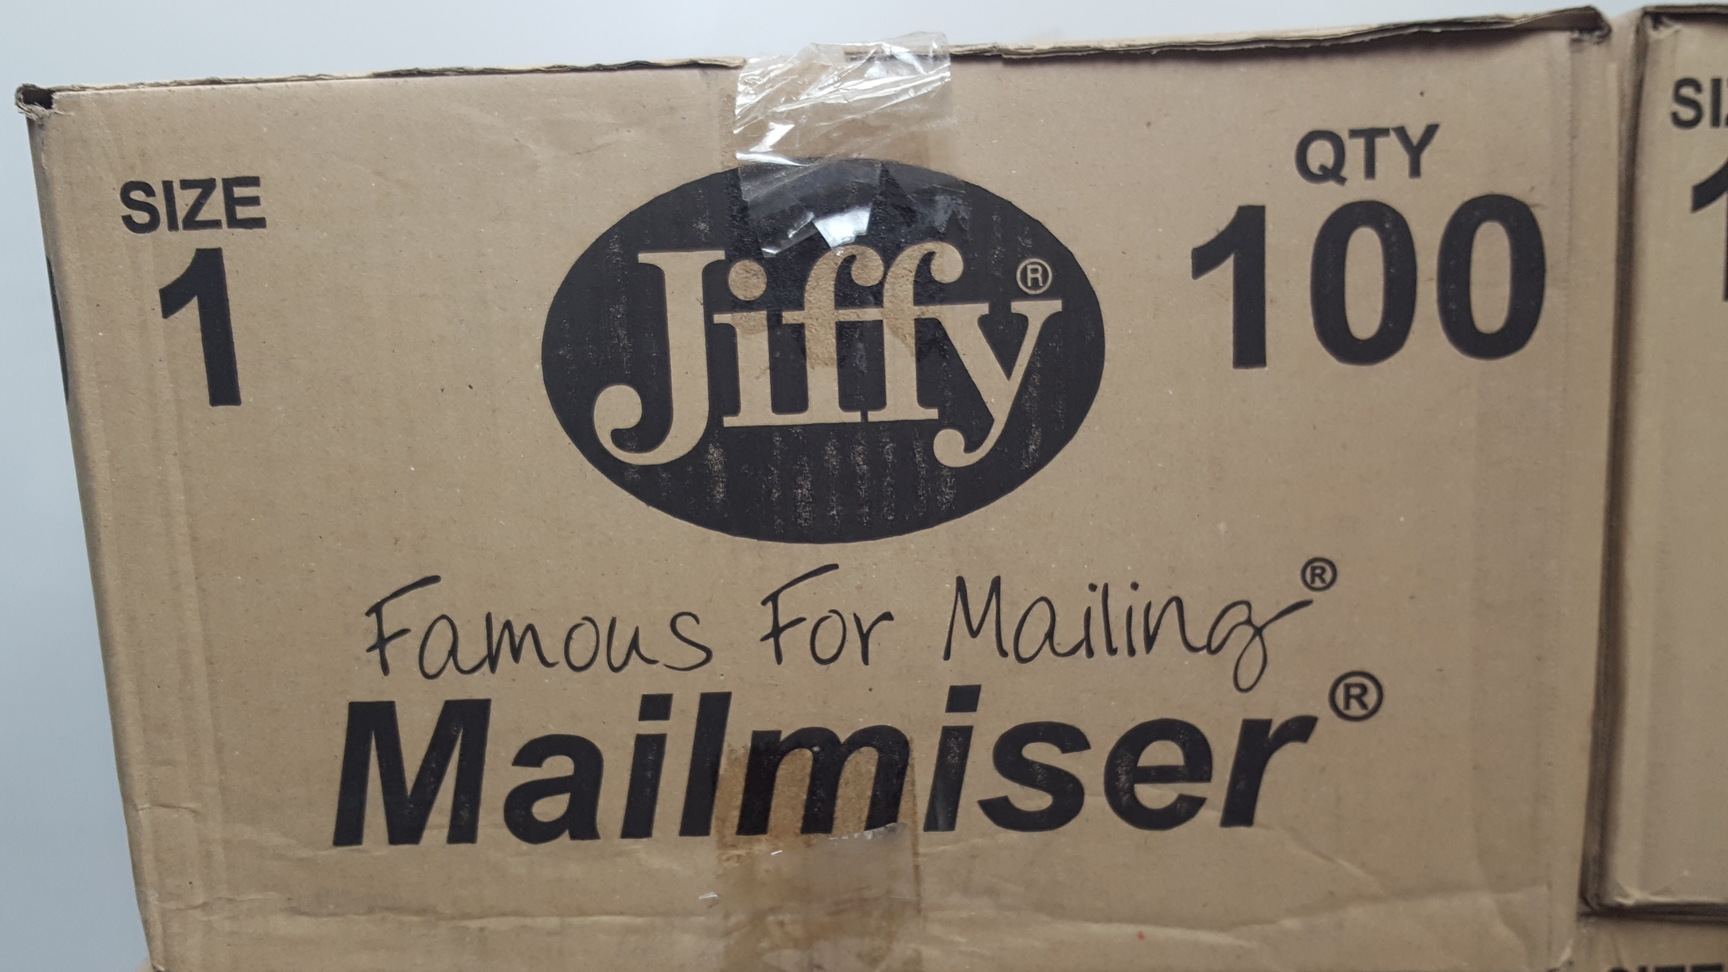 SIZE
1
Jiffy®
QTY
100
Famous For Mailing®
Mailmiser®